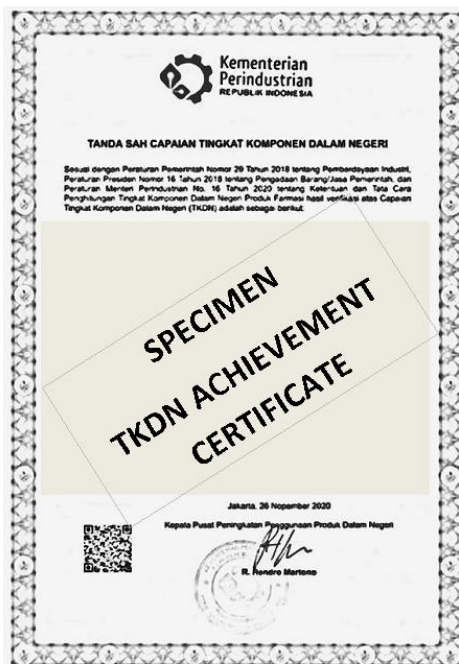 Kementerian
Perindustrian
REPUBLIK INDONESIA
TANDA SAH CAPAIAN TINGKAT KOMPONEN DALAM NEGERI
Sesuai dengan Peraturan Pemerintah Nomor 29 Tahun 2018 tentang Pemberdayaan Industri,
Peraturan Presiden Nomor 16 Tahun 2018 tentang Pengadaan Barang/Jasa Pemerintah, dan
Peraturan Menteri Perindustrian No. 16 Tahun 2020 tentang Ketentuan dan Tata Cara
Penghitungan Tingkat Komponen Dalam Negeri Produk Farmasi hasil verifikasi atas Capaian
Tingkat Komponen Dalam Negeri (TKDN) adalah sebagai berikut:
SPECIMEN
TKDN ACHIEVEMENT
CERTIFICATE
Jakarta, 26 Nopember 2020
Kepala Pusat Peningkatan Penggunaan Produk Dalam Negeri
R. Hendro Martono